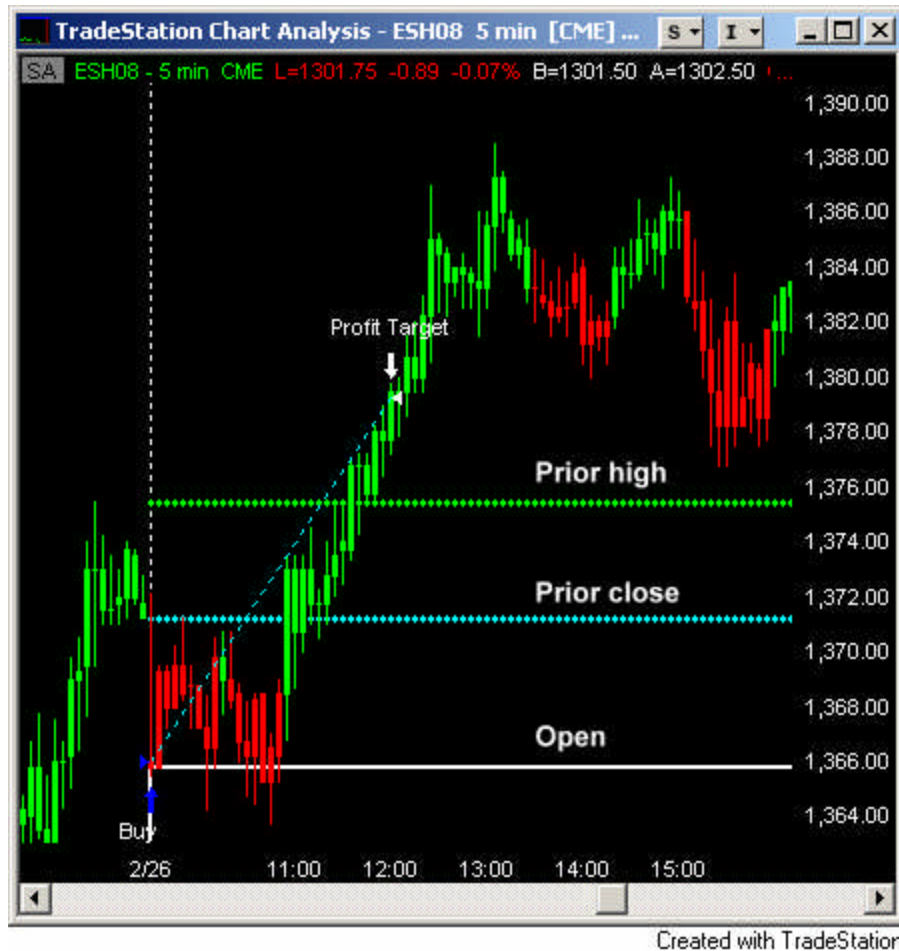 TradeStation Chart Analysis - ESH08 5 min [CME] ...
S
I
SA ESH08 - 5 min CME L=1301.75 -0.89 -0.07% B=1301.50 A=1302.50
1,390.00
1,388.00
1,386.00
1,384.00
Profit Target
1,382.00
1,380.00
1,378.00
Prior high
1,376.00
1,374.00
Prior close
1,372.00
1,370.00
1,368.00
Open
1,366.00
1,364.00
Buy
2/26 11:00 12:00 13:00 14:00 15:00
Created with TradeStation